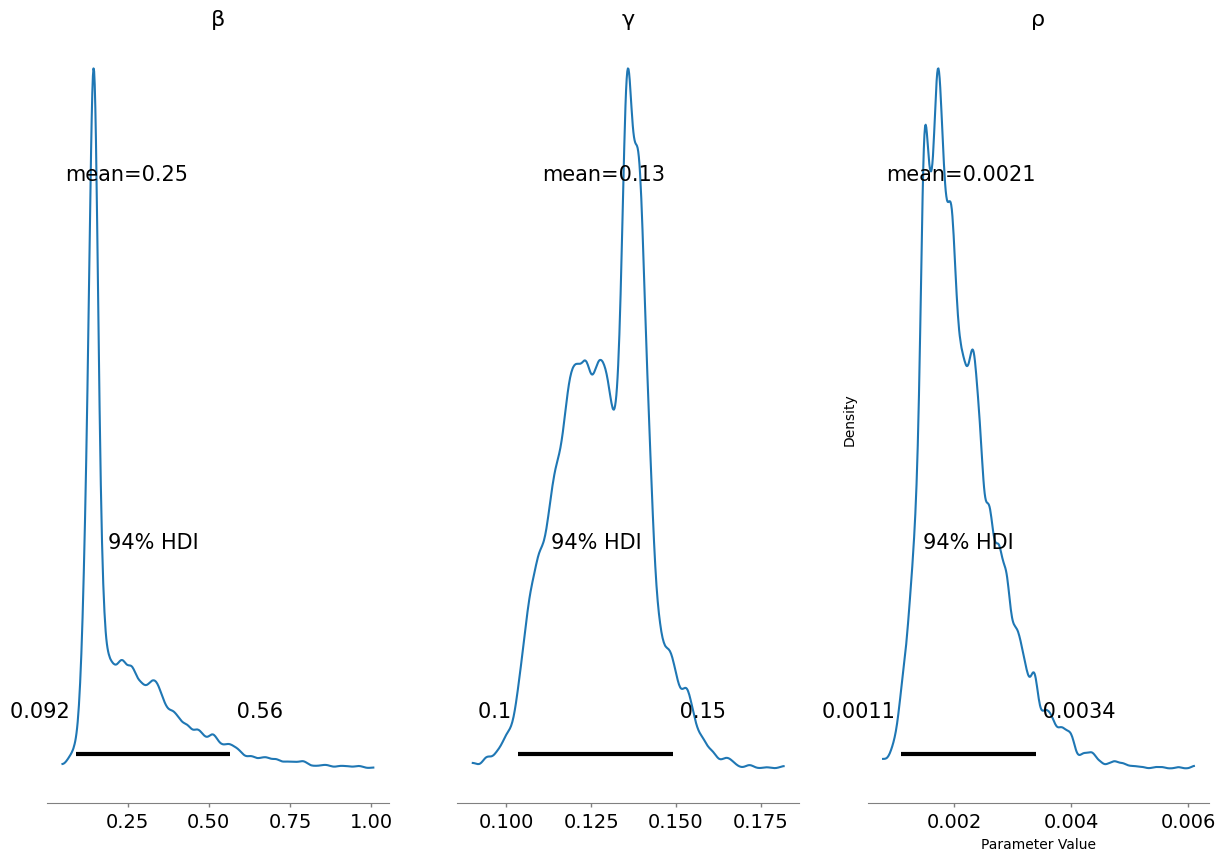 β
mean=0.25
94% HDI
0.092
0.56
0.25 0.50 0.75 1.00
γ
mean=0.13
94% HDI
0.1
0.15
0.100 0.125 0.150 0.175
ρ
mean=0.0021
Density
94% HDI
0.0011
0.0034
0.002 0.004 0.006
Parameter Value